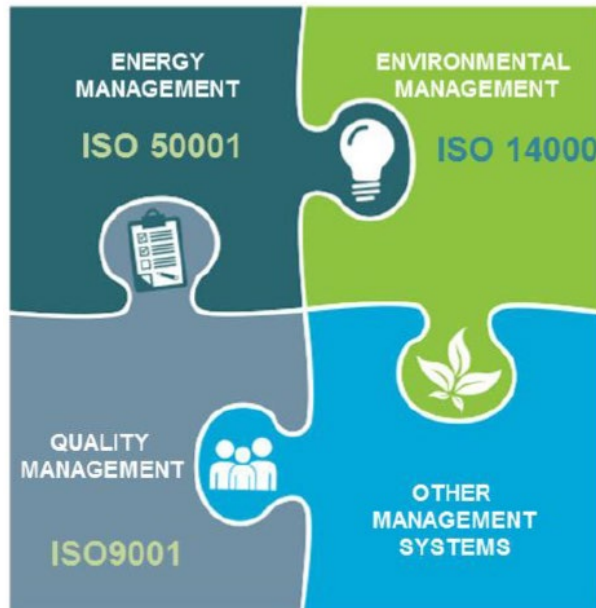 ENERGY
MANAGEMENT
ISO 50001
ENVIRONMENTAL
MANAGEMENT
ISO 14000
QUALITY
MANAGEMENT
ISO9001
OTHER
MANAGEMENT
SYSTEMS